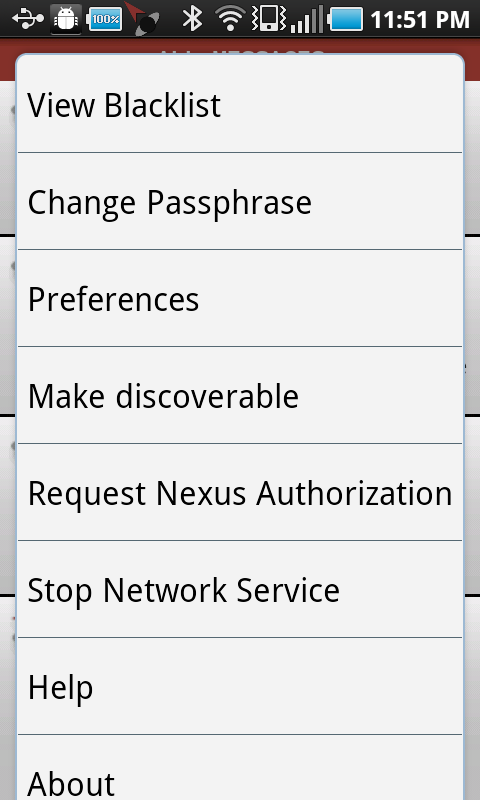 100%
11:51 PM
View Blacklist
Change Passphrase
Preferences
Make discoverable
Request Nexus Authorization
Stop Network Service
Help
About